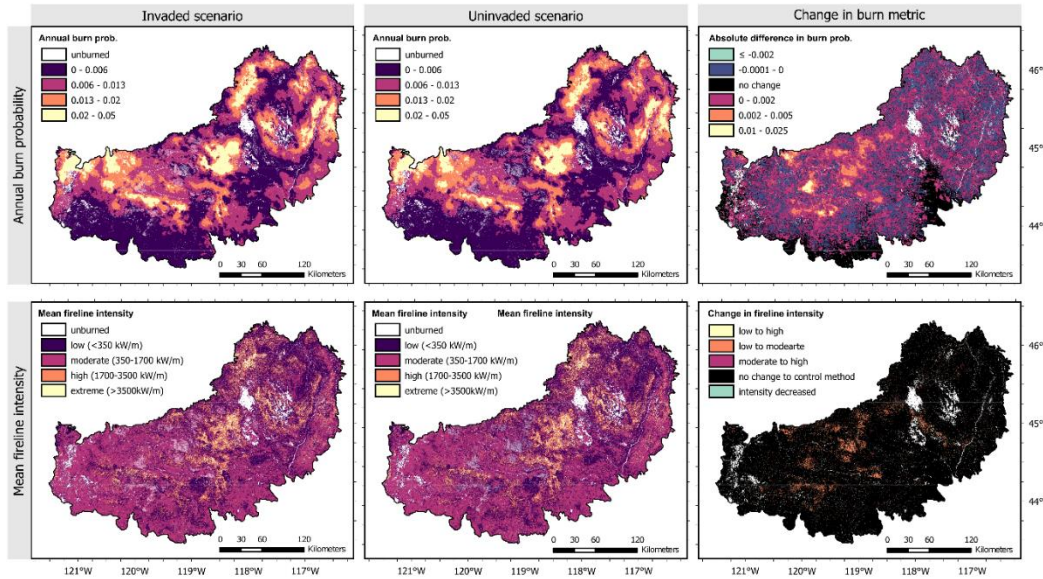 Invaded scenario
Uninvaded scenario
Change in burn metric
Annual burn probability
Annual burn prob.
unburned
0 - 0.006
0.006 - 0.013
0.013 - 0.02
0.02 - 0.05
0 30 60 120
Kilometers
Annual burn prob.
unburned
0 - 0.006
0.006 - 0.013
0.013 - 0.02
0.02 - 0.05
0 30 60 120
Kilometers
Absolute difference in burn prob.
≤ -0.002
-0.0001 - 0
no change
0 - 0.002
0.002 - 0.005
0.01 - 0.025
0 30 60 120
Kilometers
46°N
45°N
44°N
Mean fireline intensity
Mean fireline intensity
unburned
low (<350 kW/m)
moderate (350-1700 kW/m)
high (1700-3500 kW/m)
extreme (>3500kW/m)
0 30 60 120
Kilometers
Mean fireline intensity Mean fireline intensity
unburned
low (<350 kW/m)
moderate (350-1700 kW/m)
high (1700-3500 kW/m)
extreme (>3500kW/m)
0 30 60 120
Kilometers
Change in fireline intensity
low to high
low to modearte
moderate to high
no change to control method
intensity decreased
0 30 60 120
Kilometers
46°N
45°N
44°N
121°W 120°W 119°W 118°W 117°W
121°W 120°W 119°W 118°W 117°W
121°W 120°W 119°W 118°W 117°W